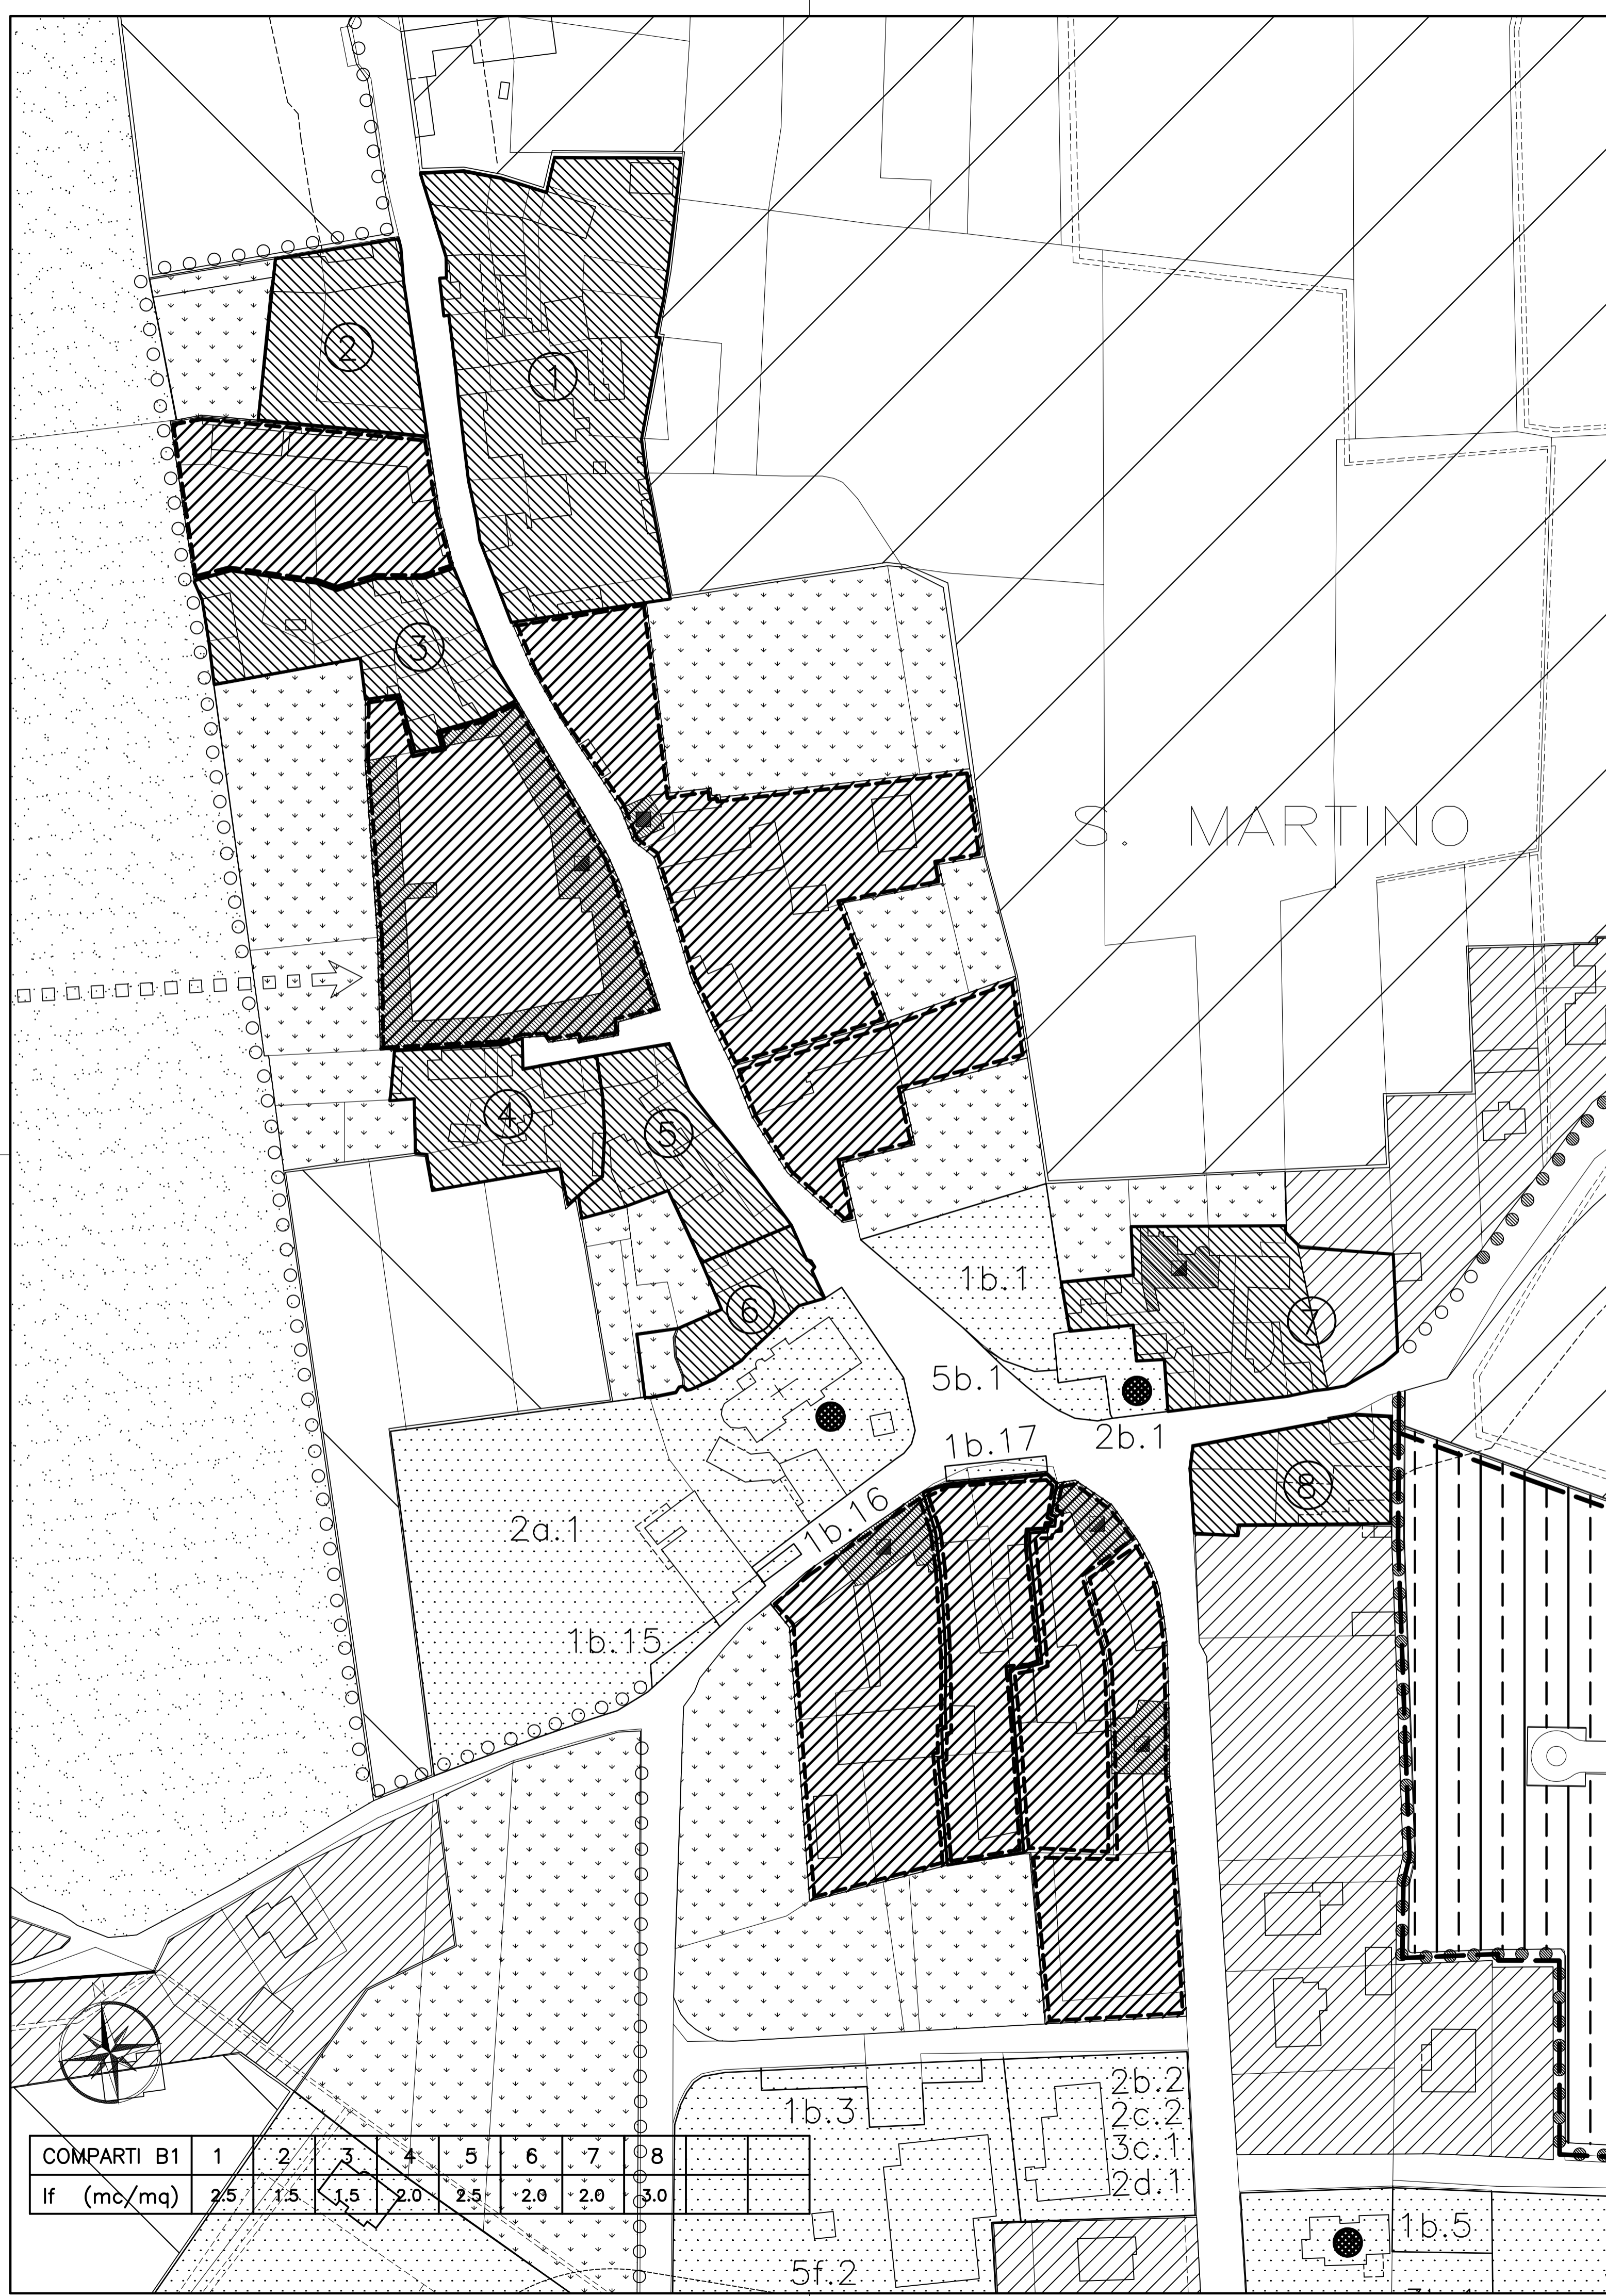 2
1
3
S. MARTINO
4
5
1b.1
6
7
5b.1
2b.1
1b.17
8
1b.16
2a.1
1b.15
2b.2
1b.3
2c.2
3c.1
2d.1
COMPARTI B1 1 2 3 4 5 6 7 8
If (mc/mq) 2.5 1.5 1.5 2.0 2.5 2.0 2.0 3.0
1b.5
5f.2